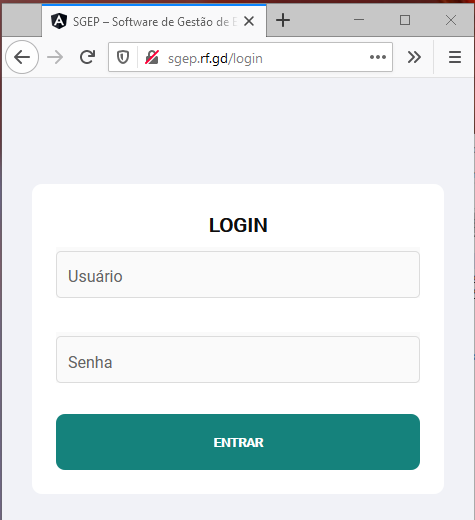 SGEP – Software de Gestão de E
sgep.rf.gd/login
LOGIN
Usuário
Senha
ENTRAR